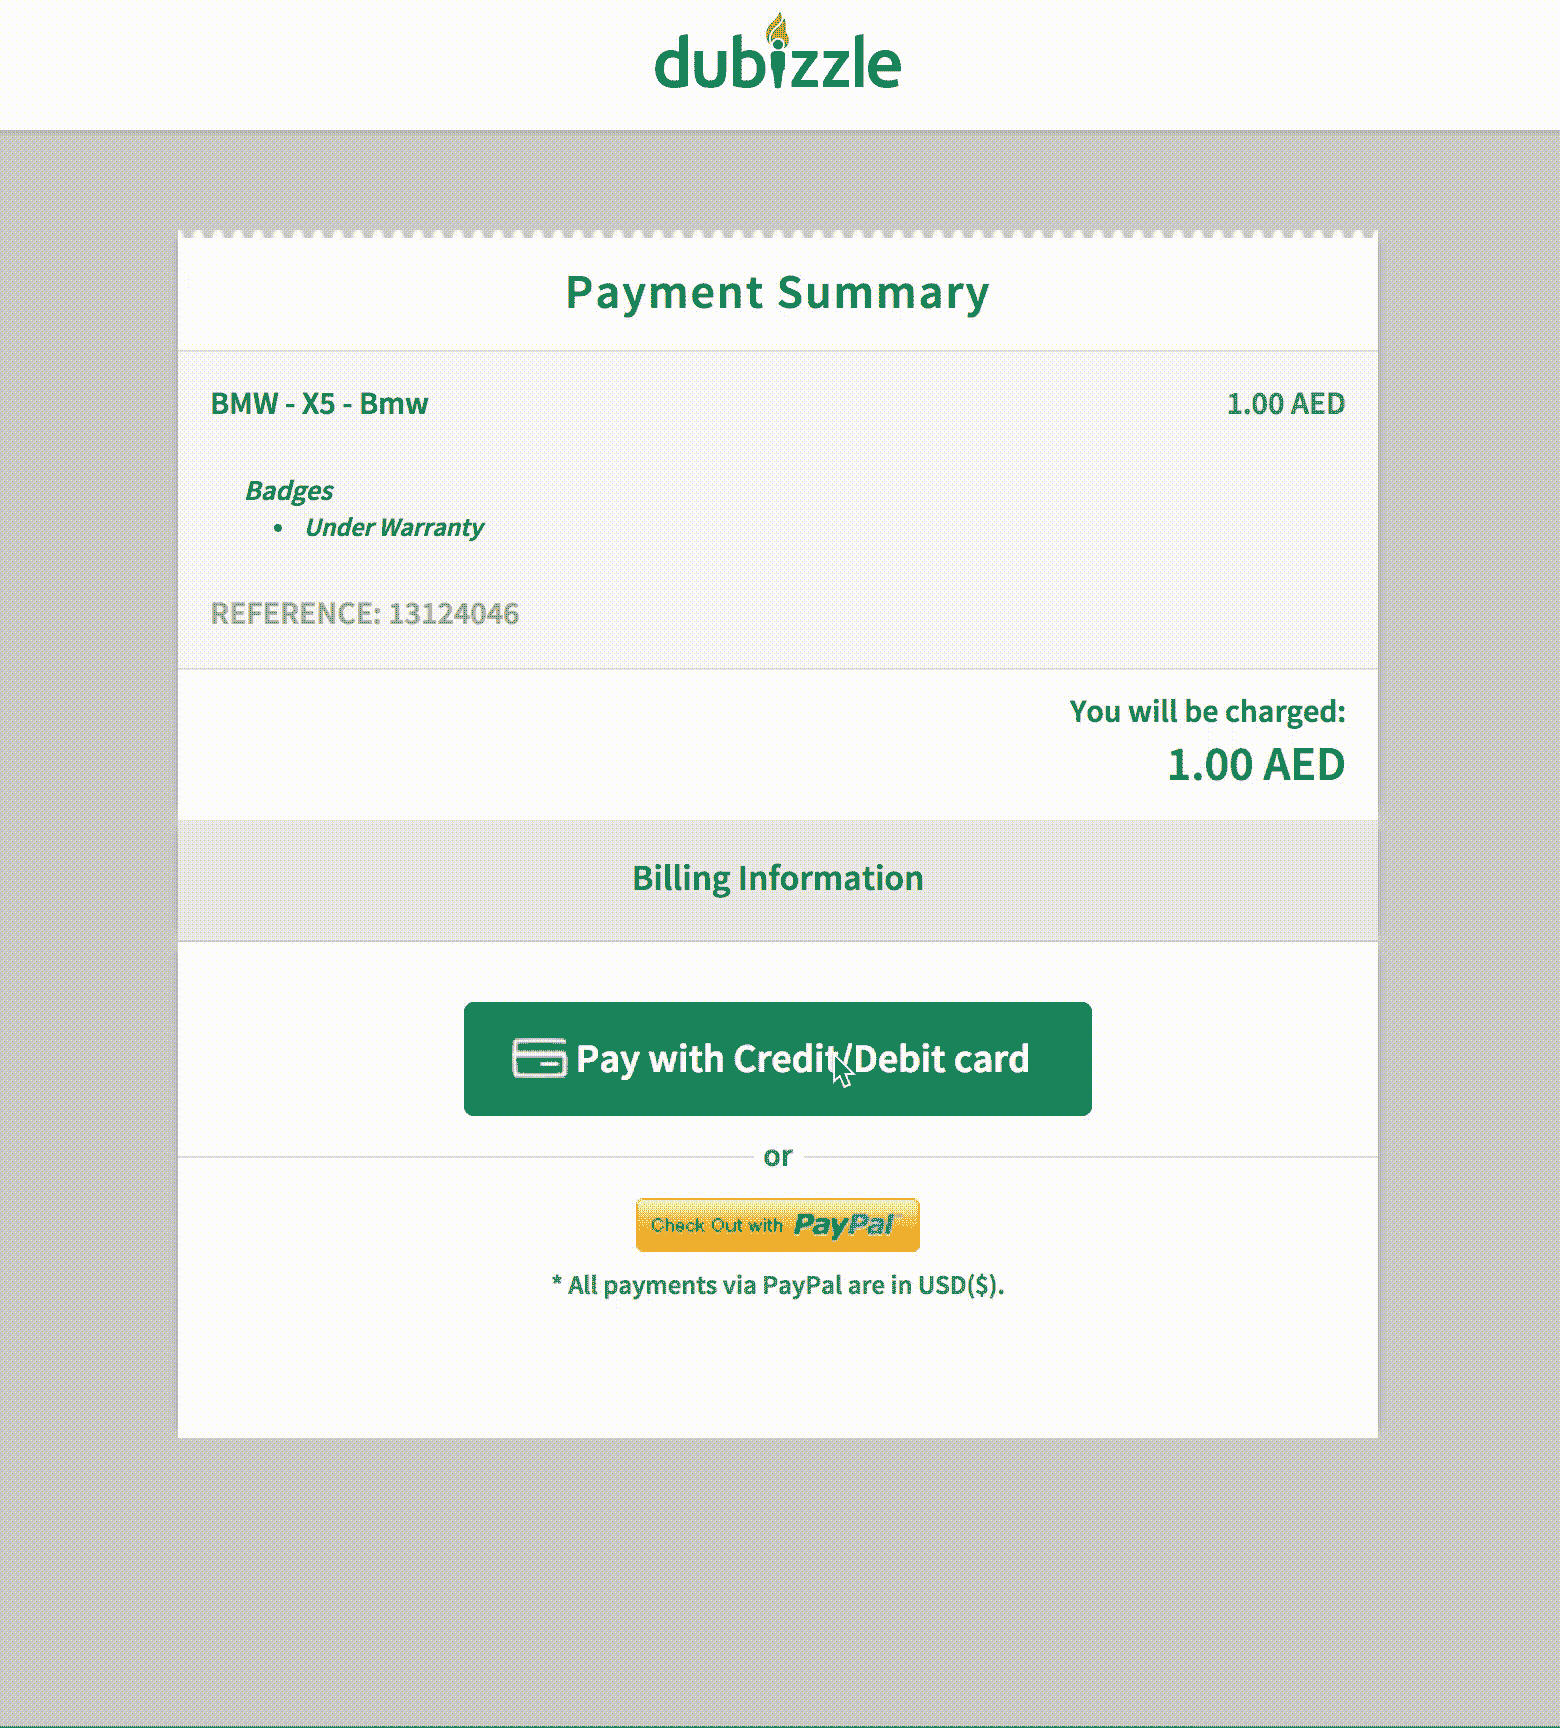 dubizzle
Payment Summary
BMW - X5 - Bmw 1.00 AED
Badges
• Under Warranty
REFERENCE: 13124046
You will be charged:
1.00 AED
Billing Information
Pay with Credit/Debit card
or
Check Out with PayPal
* All payments via PayPal are in USD($).